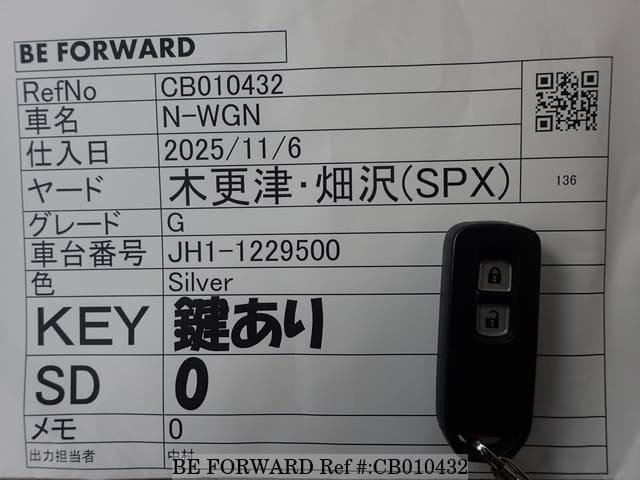 BE FORWARD
RefNo CB010432
車名 N-WGN
仕入日 2025/11/6
ヤード 木更津・畑沢(SPX) 136
グレード G
車台番号 JH1-1229500
色 Silver
KEY 鍵あり
SD 0
メモ 0
出力担当者 中村
BE FORWARD Ref #:CB010432